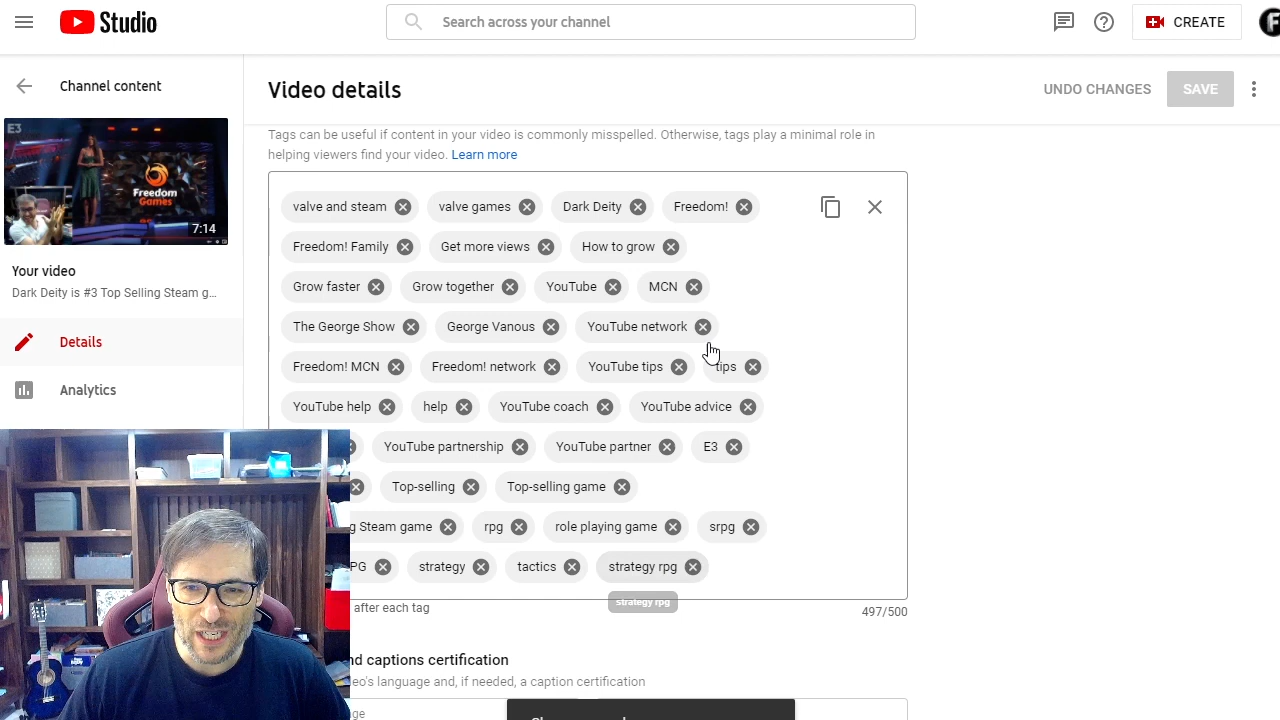 Studio
Search across your channel
CREATE
Channel content
Video details
UNDO CHANGES
SAVE
E3
Freedom
Games
7:14
Your video
Dark Deity is #3 Top Selling Steam g...
Details
Analytics
Tags can be useful if content in your video is commonly misspelled. Otherwise, tags play a minimal role in
helping viewers find your video. Learn more
valve and steam
valve games
Dark Deity
Freedom!
Freedom! Family
Get more views
How to grow
Grow faster
Grow together
YouTube
MCN
The George Show
George Vanous
YouTube network
Freedom! MCN
Freedom! network
YouTube tips
tips
YouTube help
help
YouTube coach
YouTube advice
YouTube partnership
YouTube partner
E3
Top-selling
Top-selling game
g Steam game
rpg
role playing game
srpg
PG
strategy
tactics
strategy rpg
strategy rpg
after each tag
497/500
nd captions certification
eo's language and, if needed, a caption certification